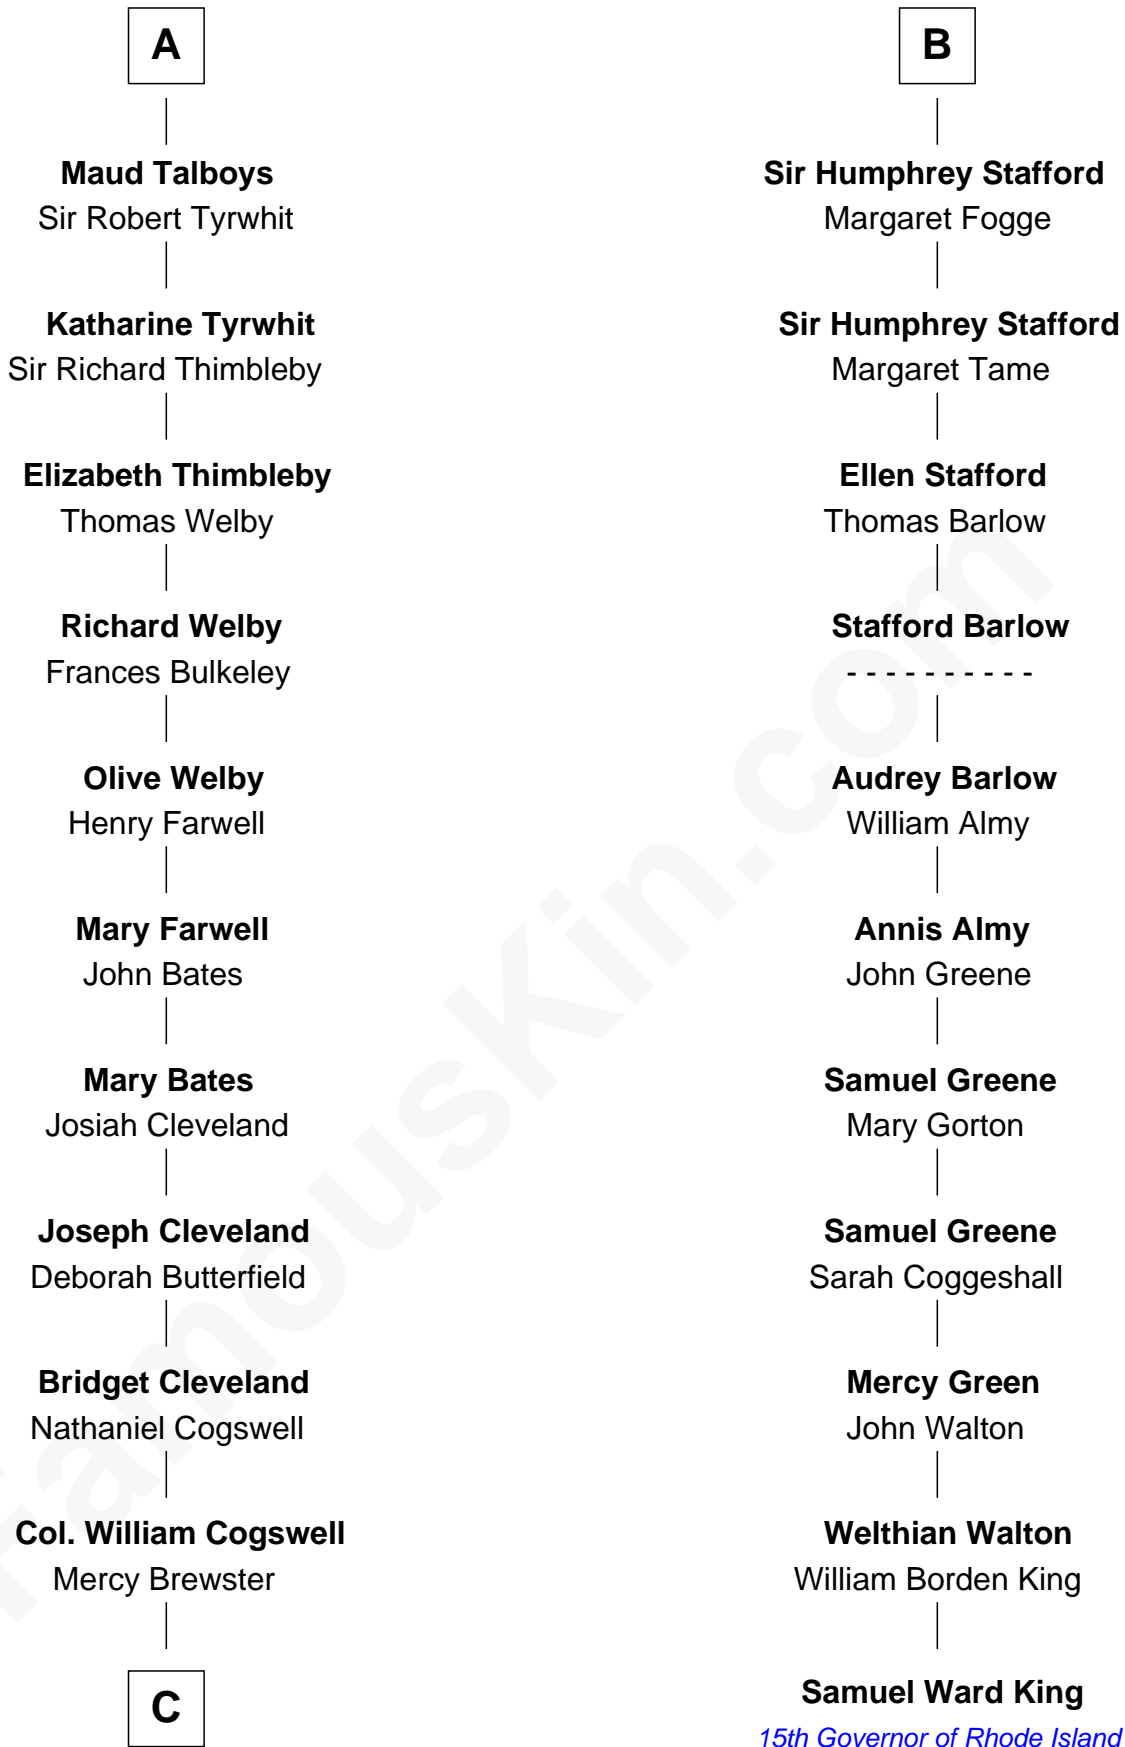 A
Maud Talboys
Sir Robert Tyrwhit
Katharine Tyrwhit
Sir Richard Thimbleby
Elizabeth Thimbleby
Thomas Welby
Richard Welby
Frances Bulkeley
Olive Welby
Henry Farwell
Mary Farwell
John Bates
Mary Bates
Josiah Cleveland
Joseph Cleveland
Deborah Butterfield
Bridget Cleveland
Nathaniel Cogswell
Col. William Cogswell
Mercy Brewster
C
B
Sir Humphrey Stafford
Margaret Fogge
Sir Humphrey Stafford
Margaret Tame
Ellen Stafford
Thomas Barlow
Stafford Barlow
- - - - - - - - - -
Audrey Barlow
William Almy
Annis Almy
John Greene
Samuel Greene
Mary Gorton
Samuel Greene
Sarah Coggeshall
Mercy Green
John Walton
Welthian Walton
William Borden King
Samuel Ward King
15th Governor of Rhode Island
FamousKin.com